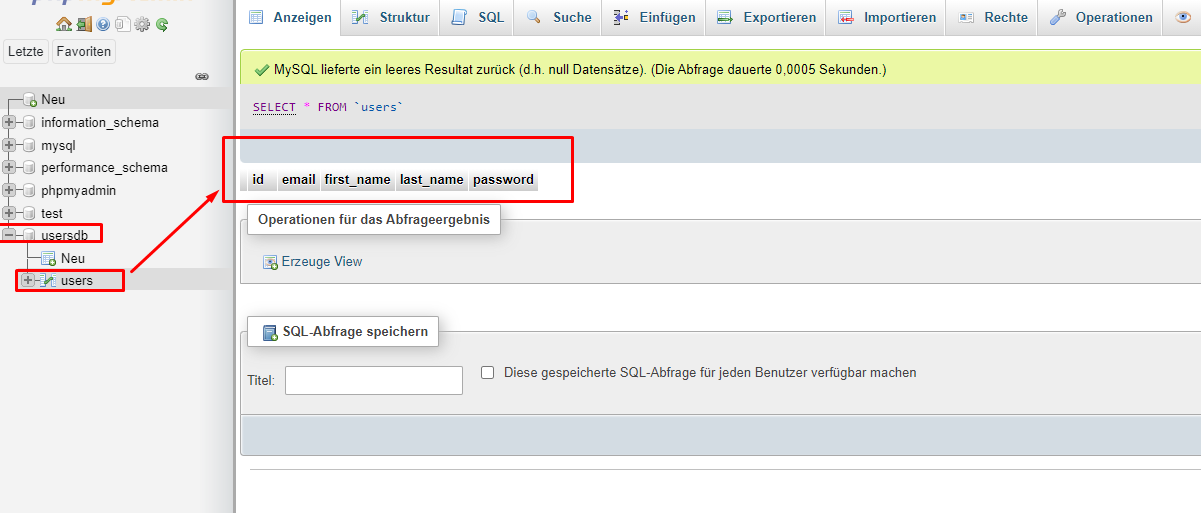 Letzte Favoriten
Neu
information_schema
mysql
performance_schema
phpmyadmin
test
usersdb
Neu
users
Anzeigen Struktur SQL Suche Einfügen Exportieren Importieren Rechte Operationen
MySQL lieferte ein leeres Resultat zurück (d.h. null Datensätze). (Die Abfrage dauerte 0,0005 Sekunden.)
SELECT * FROM `users`
id email first_name last_name password
Operationen für das Abfrageergebnis
Erzeuge View
SQL-Abfrage speichern
Titel: Diese gespeicherte SQL-Abfrage für jeden Benutzer verfügbar machen